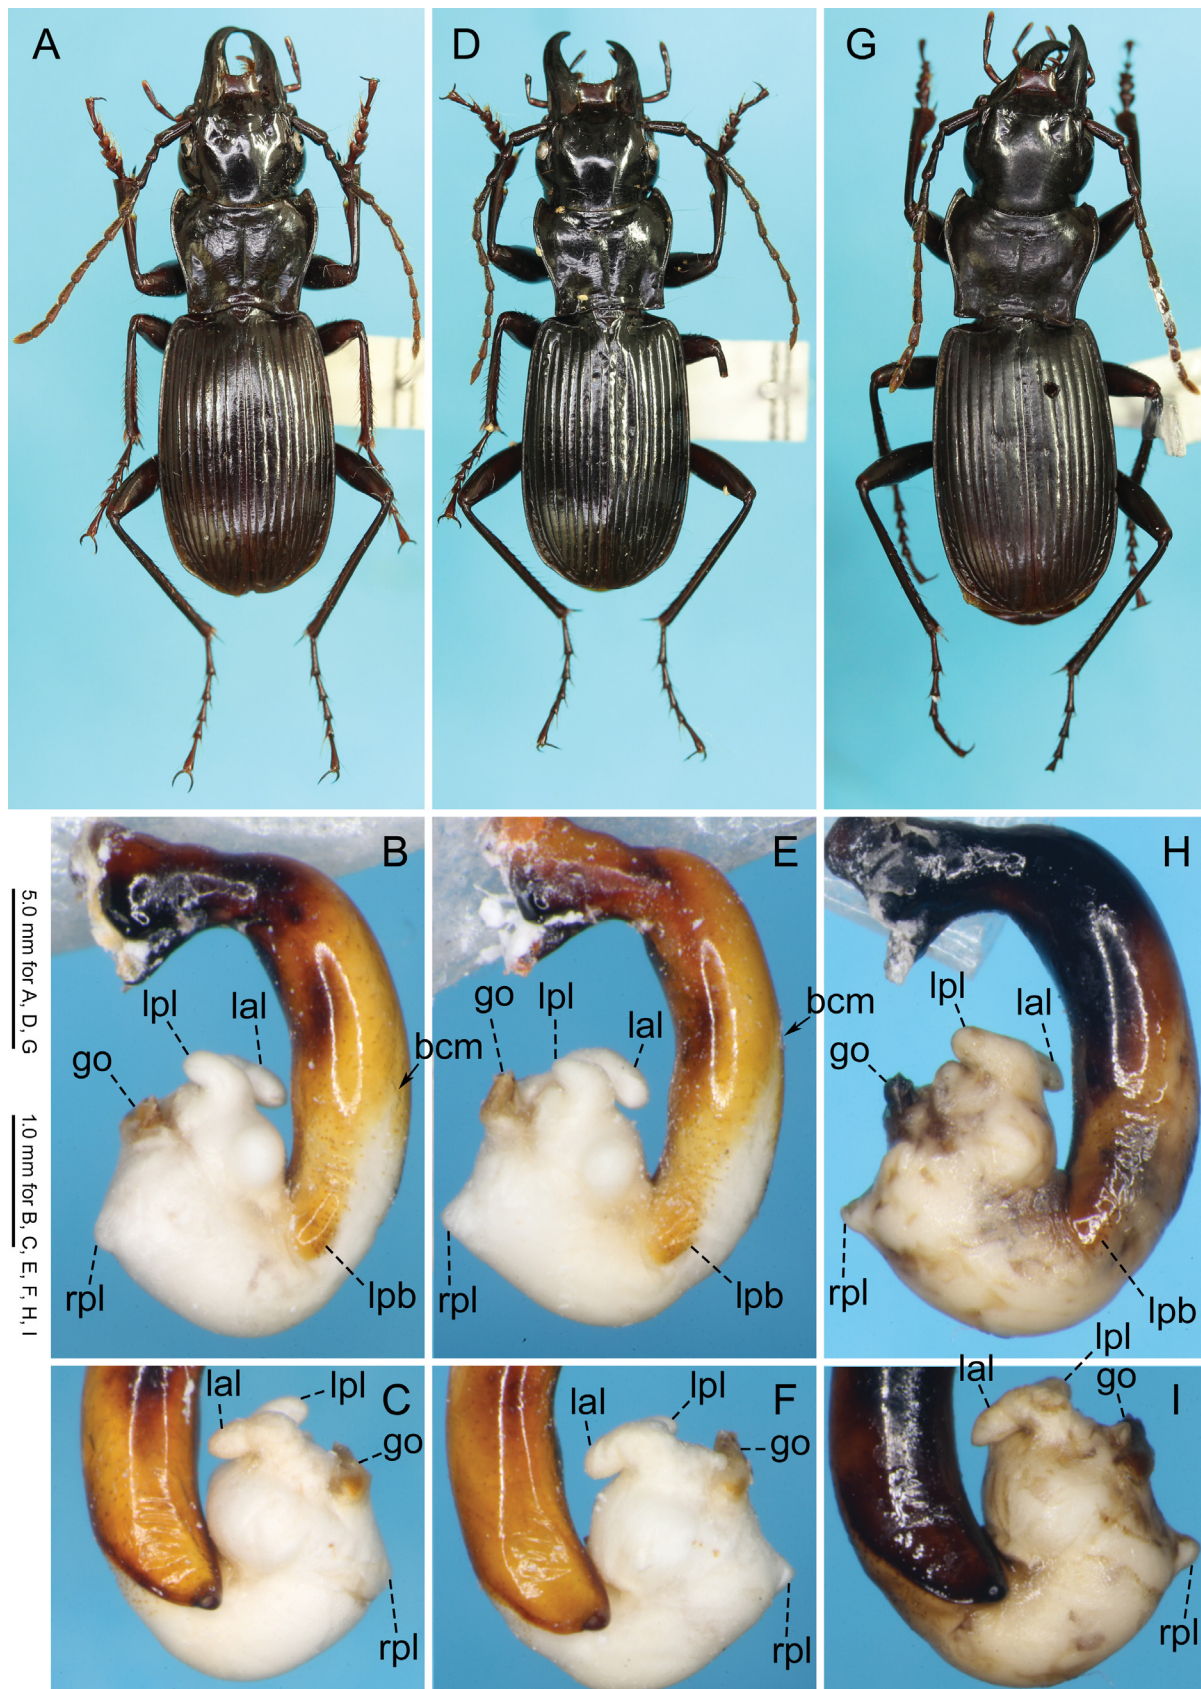 A
D
G
B
E
H
5.0 mm for A, D, G
1.0 mm for B, C, E, F, H, I
lpl
lal
go
bcm
rpl
lpb
go
lpl
lal
bcm
rpl
lpb
lpl
lal
go
rpl
lpb
lpl
C
lal
lpl
go
rpl
F
lal
lpl
go
rpl
I
lal
go
rpl